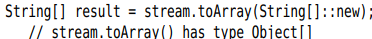 String[] result = stream.toArray(String[]::new);
// stream.toArray() has type Object[]